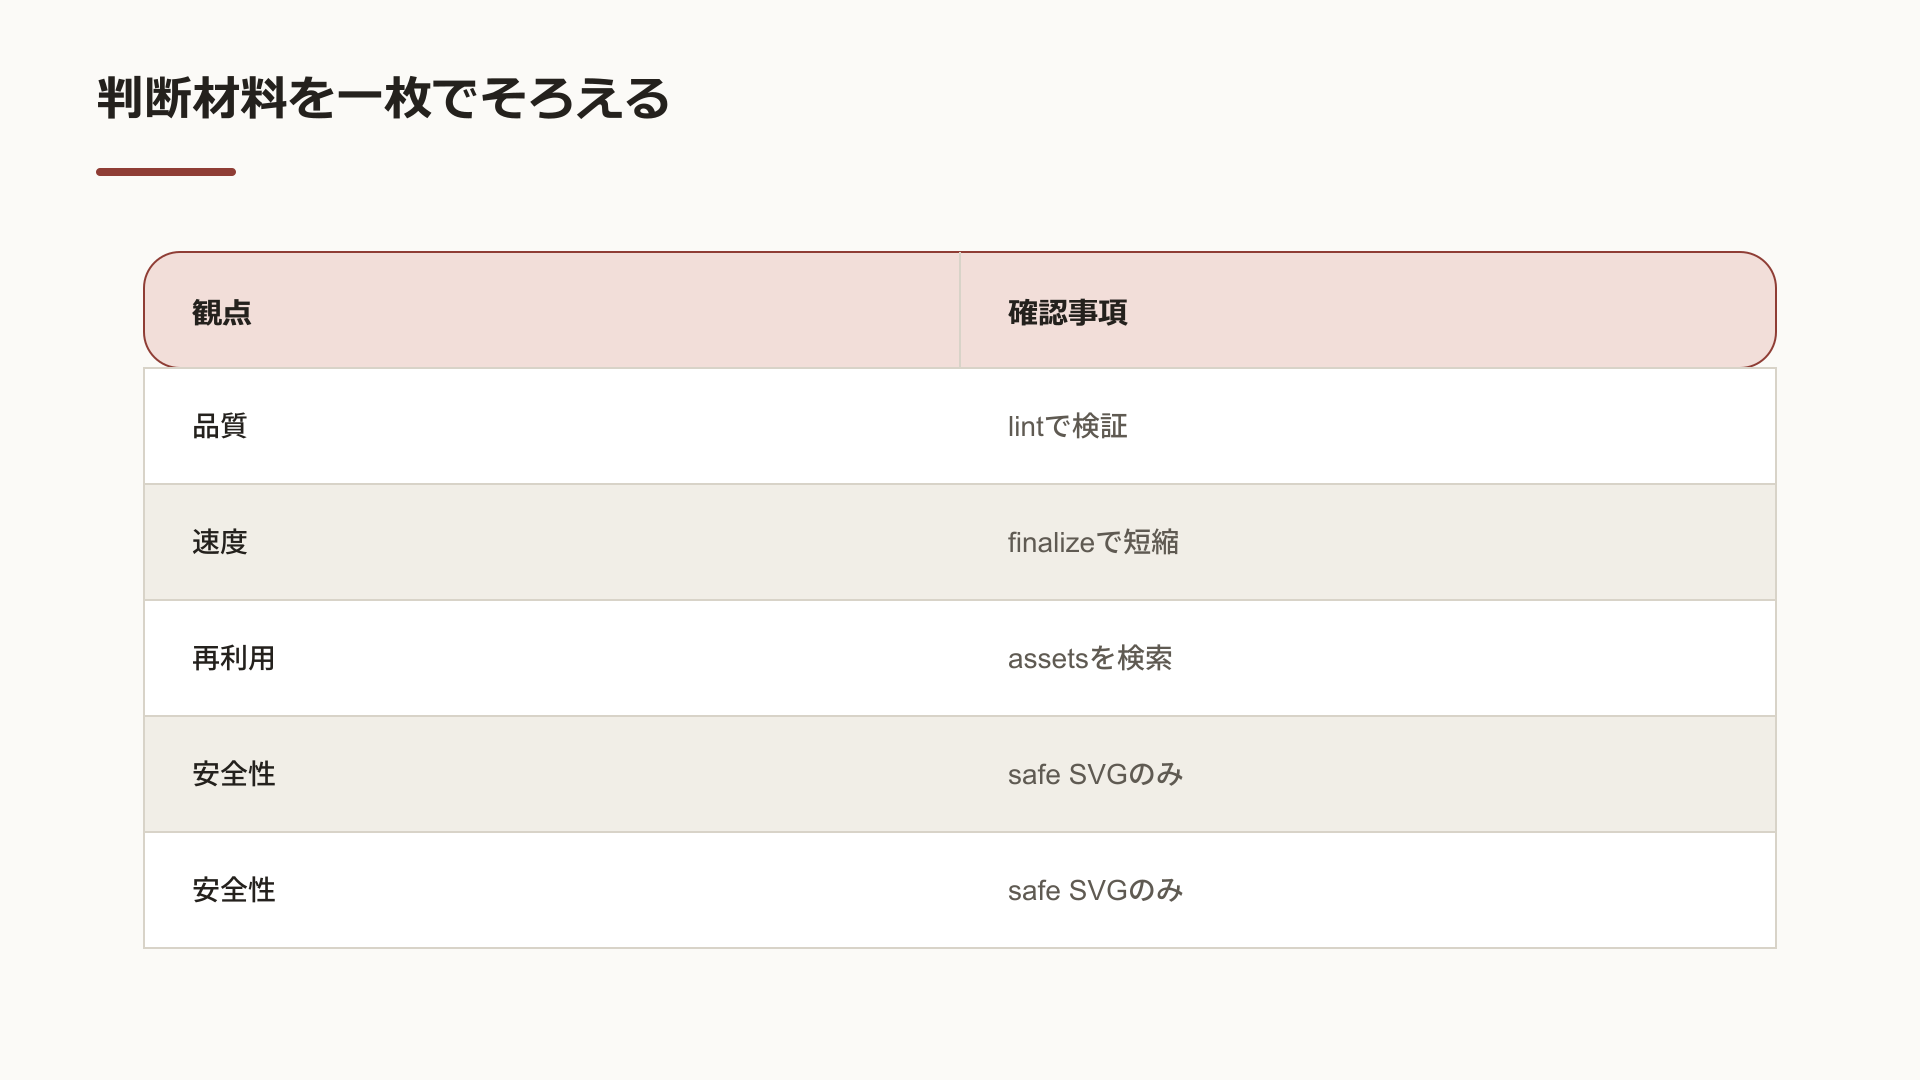 判断材料を一枚でそろえる
観点 確認事項
品質 lintで検証
速度 finalizeで短縮
再利用 assetsを検索
安全性 safe SVGのみ
安全性 safe SVGのみ